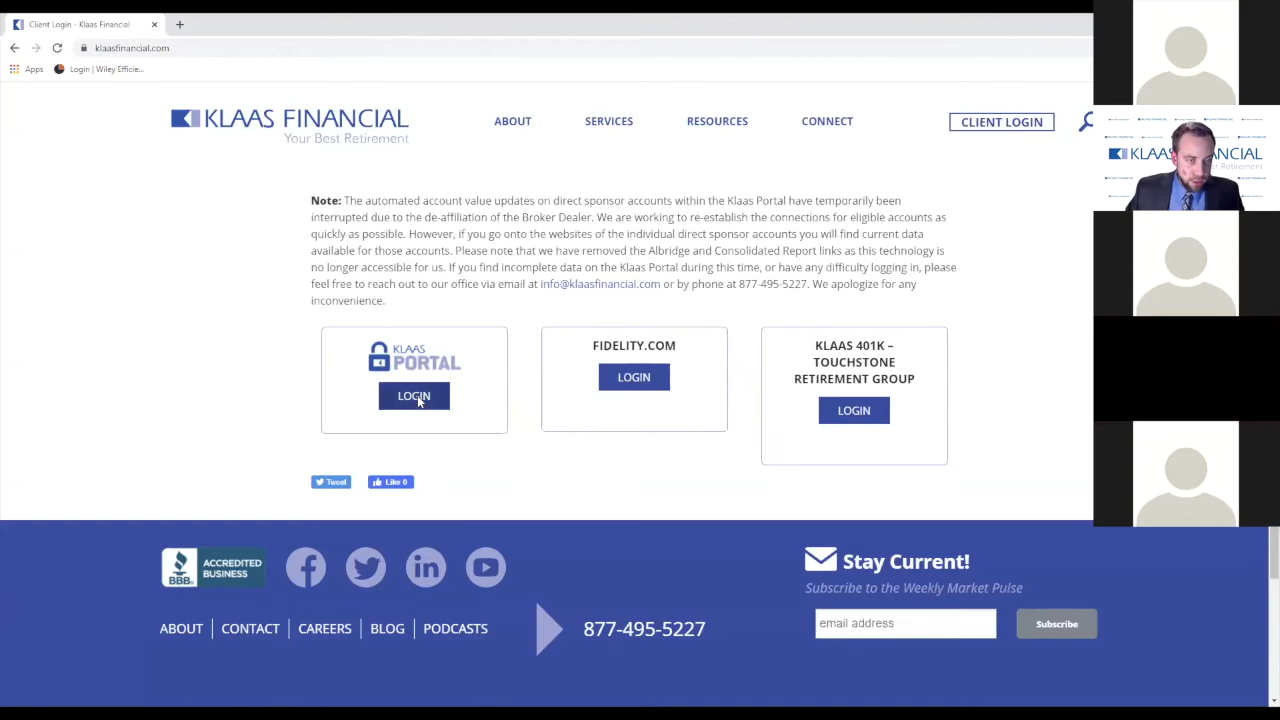 Client Login - Klaas Financial
klaasfinancial.com
Apps Login | Wiley Efficie...
KLAAS FINANCIAL
Your Best Retirement
ABOUT SERVICES RESOURCES CONNECT CLIENT LOGIN
Note: The automated account value updates on direct sponsor accounts within the Klaas Portal have temporarily been
interrupted due to the de-affiliation of the Broker Dealer. We are working to re-establish the connections for eligible accounts as
quickly as possible. However, if you go onto the websites of the individual direct sponsor accounts you will find current data
available for those accounts. Please note that we have removed the Albridge and Consolidated Report links as this technology is
no longer accessible for us. If you find incomplete data on the Klaas Portal during this time, or have any difficulty logging in, please
feel free to reach out to our office via email at info@klaasfinancial.com or by phone at 877-495-5227. We apologize for any
inconvenience.
KLAAS
PORTAL
LOGIN
FIDELITY.COM
LOGIN
KLAAS 401K –
TOUCHSTONE
RETIREMENT GROUP
LOGIN
Tweet Like 0
BBB
ACCREDITED
BUSINESS
Stay Current!
Subscribe to the Weekly Market Pulse
email address Subscribe
ABOUT CONTACT CAREERS BLOG PODCASTS
877-495-5227